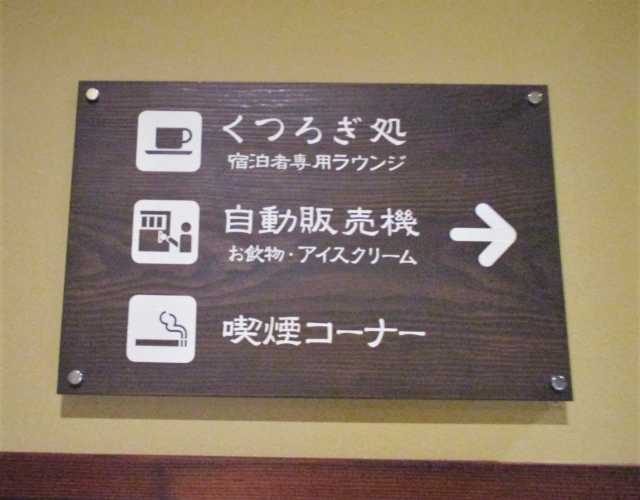 くつろぎ処
宿泊者専用ラウンジ
自動販売機
お飲物・アイスクリーム
喫煙コーナー